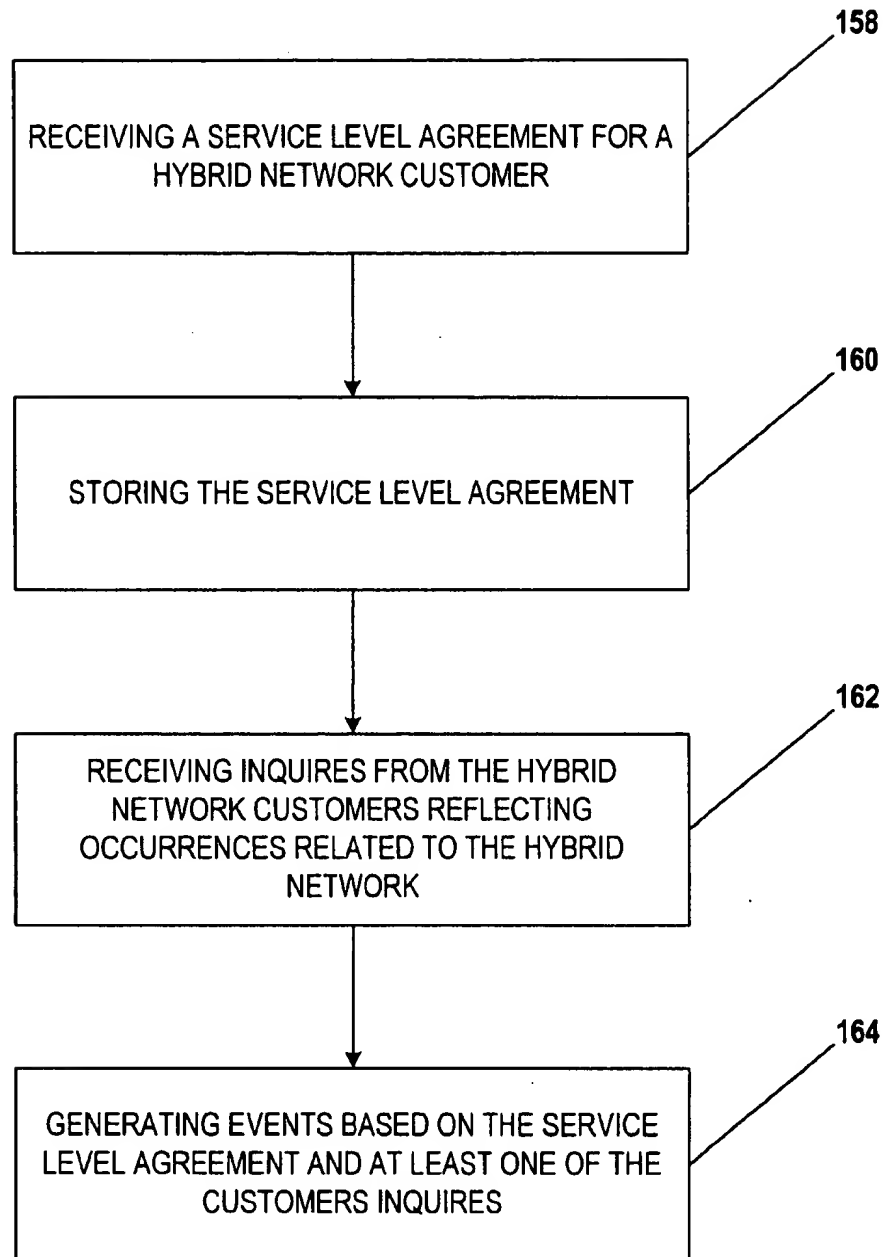 158
RECEIVING A SERVICE LEVEL AGREEMENT FOR A
HYBRID NETWORK CUSTOMER
160
STORING THE SERVICE LEVEL AGREEMENT
162
RECEIVING INQUIRES FROM THE HYBRID
NETWORK CUSTOMERS REFLECTING
OCCURRENCES RELATED TO THE HYBRID
NETWORK
164
GENERATING EVENTS BASED ON THE SERVICE
LEVEL AGREEMENT AND AT LEAST ONE OF THE
CUSTOMERS INQUIRES